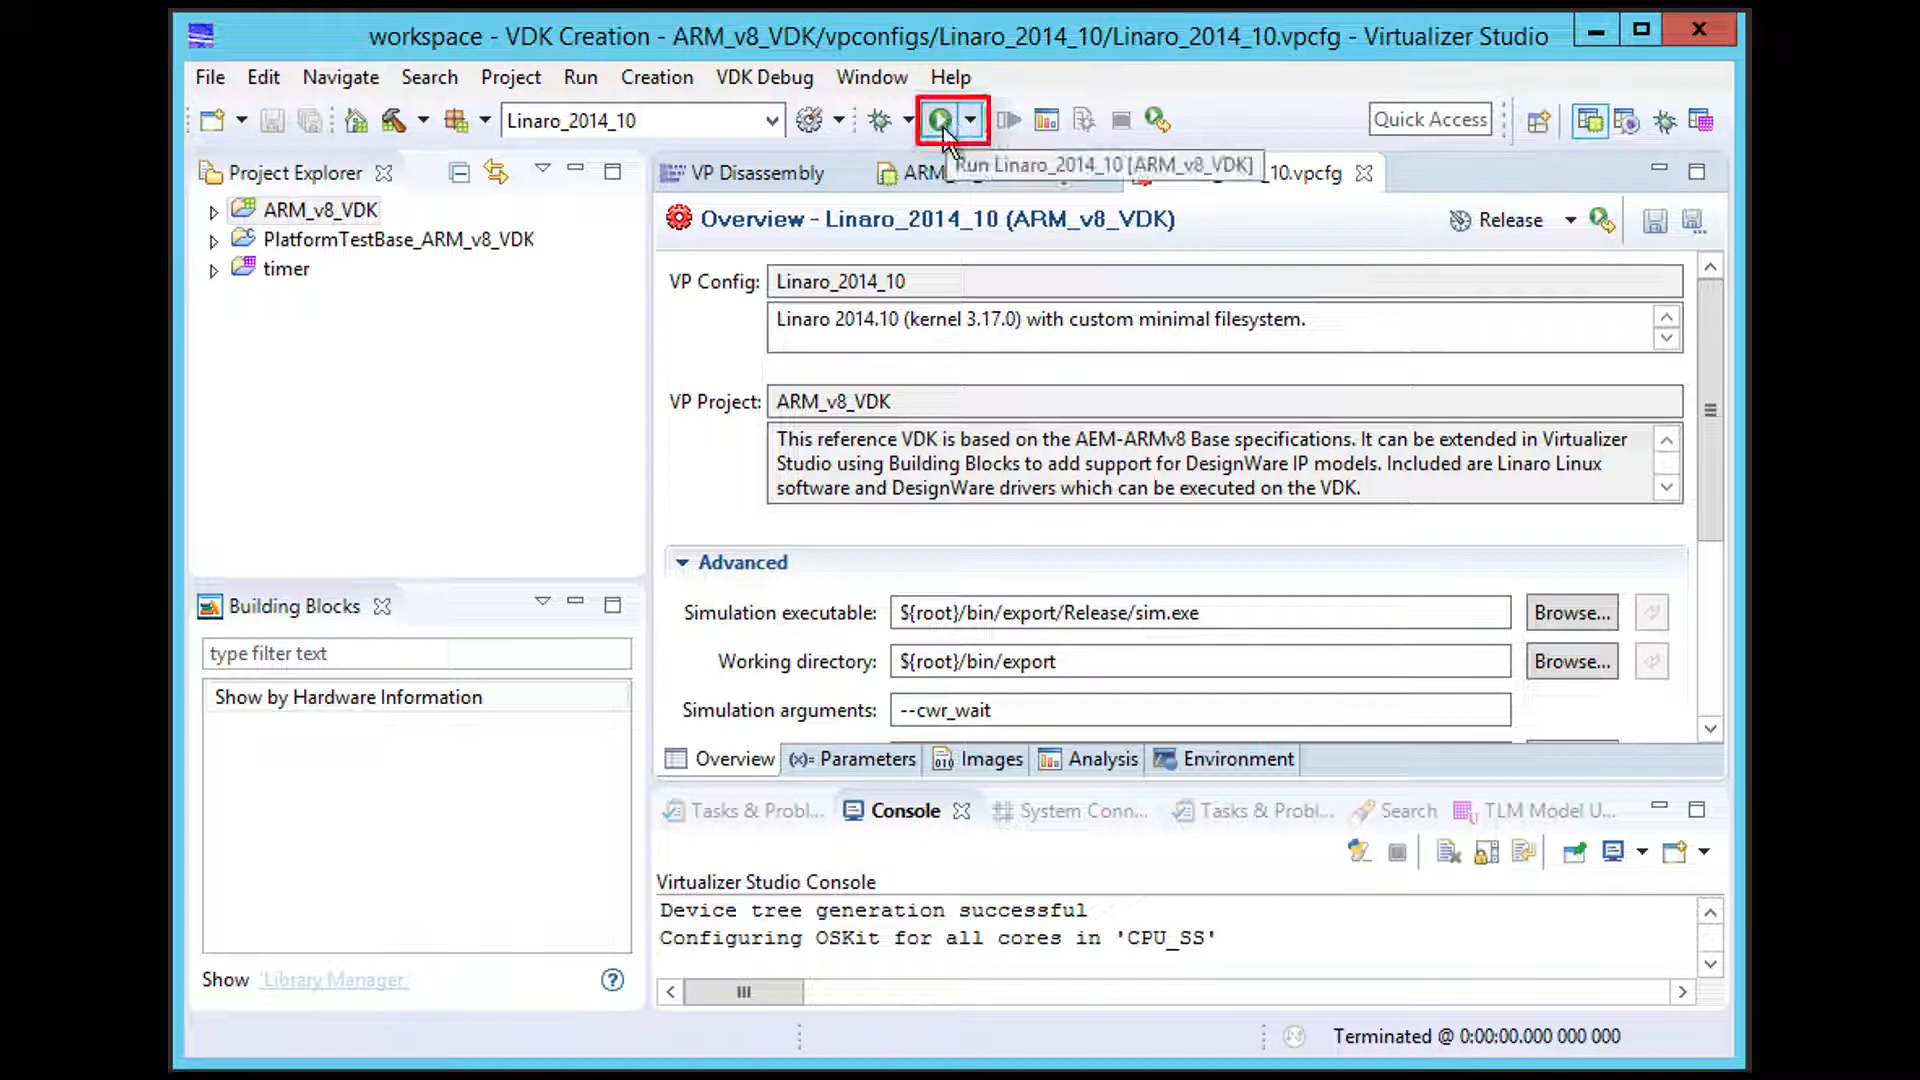 workspace - VDK Creation - ARM_v8_VDK/vpconfigs/Linaro_2014_10/Linaro_2014_10.vpcfg - Virtualizer Studio
File Edit Navigate Search Project Run Creation VDK Debug Window Help
Linaro_2014_10
Quick Access
Run Linaro_2014_10 [ARM_v8_VDK]
Project Explorer
ARM_v8_VDK
PlatformTestBase_ARM_v8_VDK
timer
VP Disassembly ARM_ 10.vpcfg
Overview - Linaro_2014_10 (ARM_v8_VDK) Release
VP Config: Linaro_2014_10
Linaro 2014.10 (kernel 3.17.0) with custom minimal filesystem.
VP Project: ARM_v8_VDK
This reference VDK is based on the AEM-ARMv8 Base specifications. It can be extended in Virtualizer
Studio using Building Blocks to add support for DesignWare IP models. Included are Linaro Linux
software and DesignWare drivers which can be executed on the VDK.
Advanced
Simulation executable: ${root}/bin/export/Release/sim.exe Browse...
Working directory: ${root}/bin/export Browse...
Simulation arguments: --cwr_wait
Overview (x)= Parameters 010 Images Analysis Environment
Building Blocks
type filter text
Show by Hardware Information
Show 'Library Manager'
Tasks & Probl... Console System Conn... Tasks & Probl... Search TLM Model U...
Virtualizer Studio Console
Device tree generation successful
Configuring OSKit for all cores in 'CPU_SS'
Terminated @ 0:00:00.000 000 000